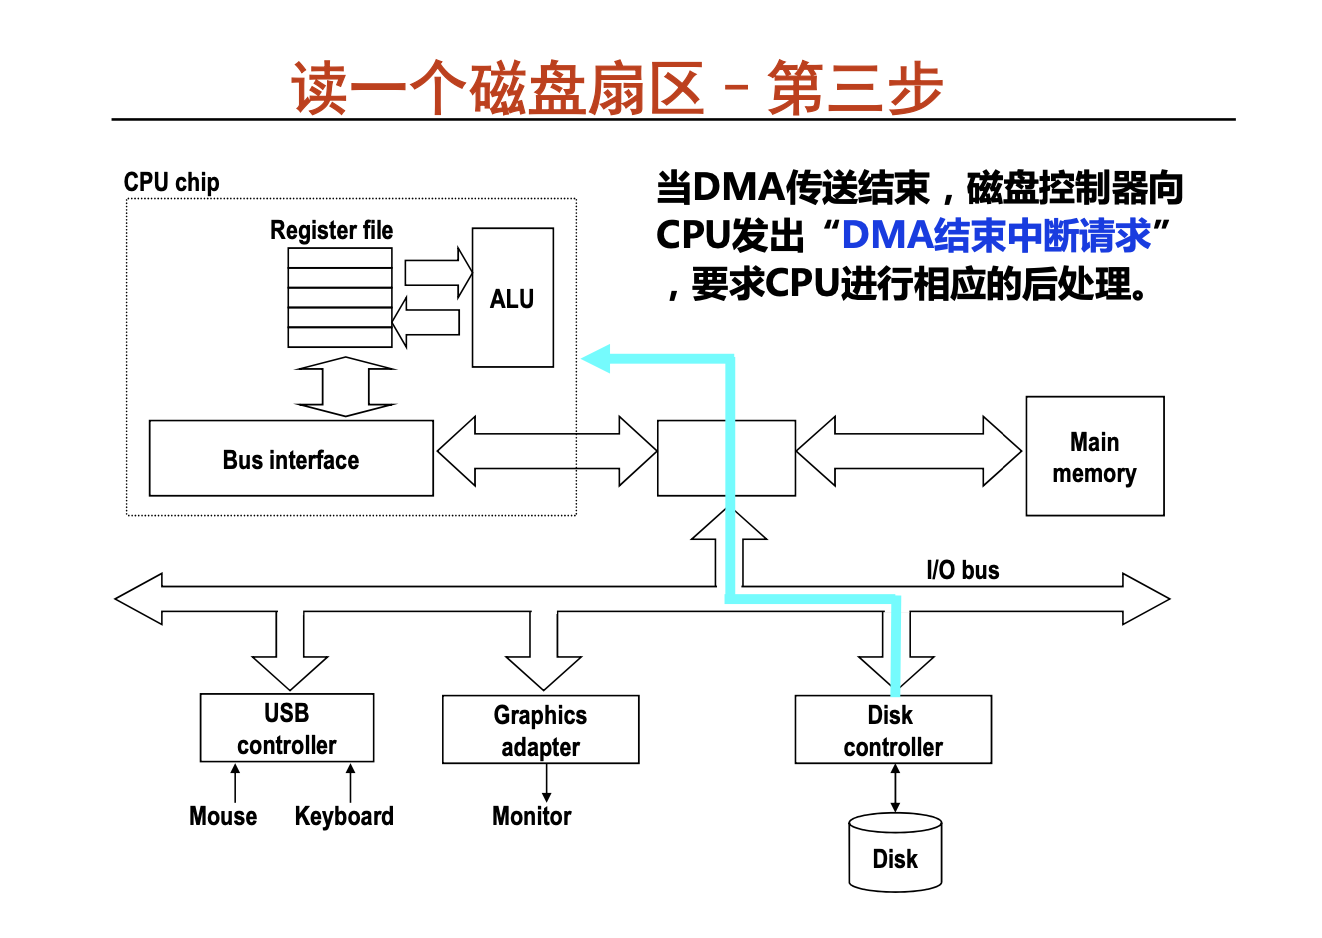 读一个磁盘扇区 - 第三步
当DMA传送结束，磁盘控制器向
CPU发出“DMA结束中断请求”
，要求CPU进行相应的后处理。
CPU chip
Register file
ALU
Bus interface
Main
memory
I/O bus
USB
controller
Graphics
adapter
Disk
controller
Mouse
Keyboard
Monitor
Disk